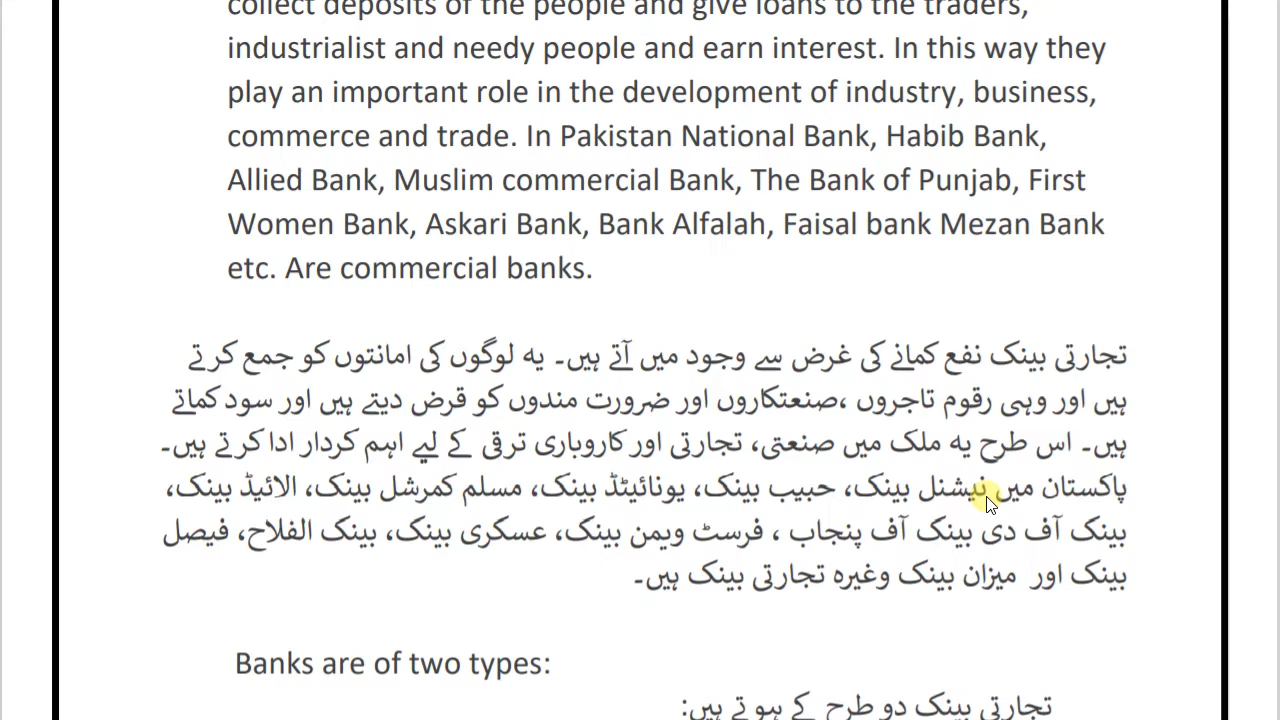 collect deposits of the people and give loans to the traders,
industrialist and needy people and earn interest. In this way they
play an important role in the development of industry, business,
commerce and trade. In Pakistan National Bank, Habib Bank,
Allied Bank, Muslim commercial Bank, The Bank of Punjab, First
Women Bank, Askari Bank, Bank Alfalah, Faisal bank Mezan Bank
etc. Are commercial banks.
تجارتی بینک نفع کمانے کی غرض سے وجود میں آتے ہیں۔ یہ لوگوں کی امانتوں کو جمع کرتے
ہیں اور وہی رقوم تاجروں ،صنعتکاروں اور ضرورت مندوں کو قرض دیتے ہیں اور سود کماتے
ہیں۔ اس طرح یہ ملک میں صنعتی، تجارتی اور کاروباری ترقی کے لیے اہم کردار ادا کرتے ہیں۔
پاکستان میں نیشنل بینک، حبیب بینک، یونائیٹڈ بینک، مسلم کمرشل بینک، الائیڈ بینک،
بینک آف دی بینک آف پنجاب ، فرسٹ ویمن بینک، عسکری بینک، بینک الفلاح، فیصل
بینک اور میزان بینک وغیرہ تجارتی بینک ہیں۔
Banks are of two types:
تجارتی بینک دو طرح کے ہوتے ہیں: